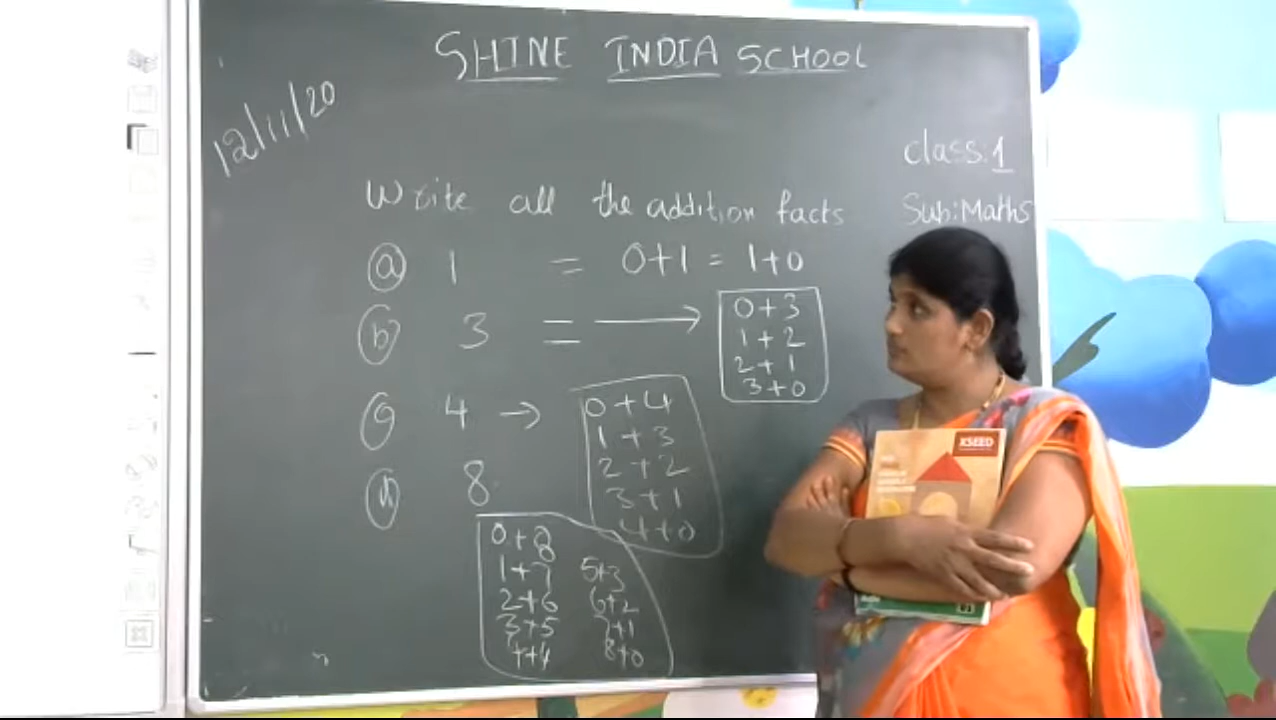 SHINE INDIA SCHOOL
12/11/20
class: 1
Write all the addition facts
Sub: Maths
ⓐ 1 = 0+1 = 1+0
ⓑ 3 = →
0+3
1+2
2+1
3+0
ⓒ 4 →
0+4
1+3
2+2
3+1
4+0
ⓓ 8
0+8
1+7
2+6
3+5
4+4
5+3
6+2
7+1
8+0
XSEED